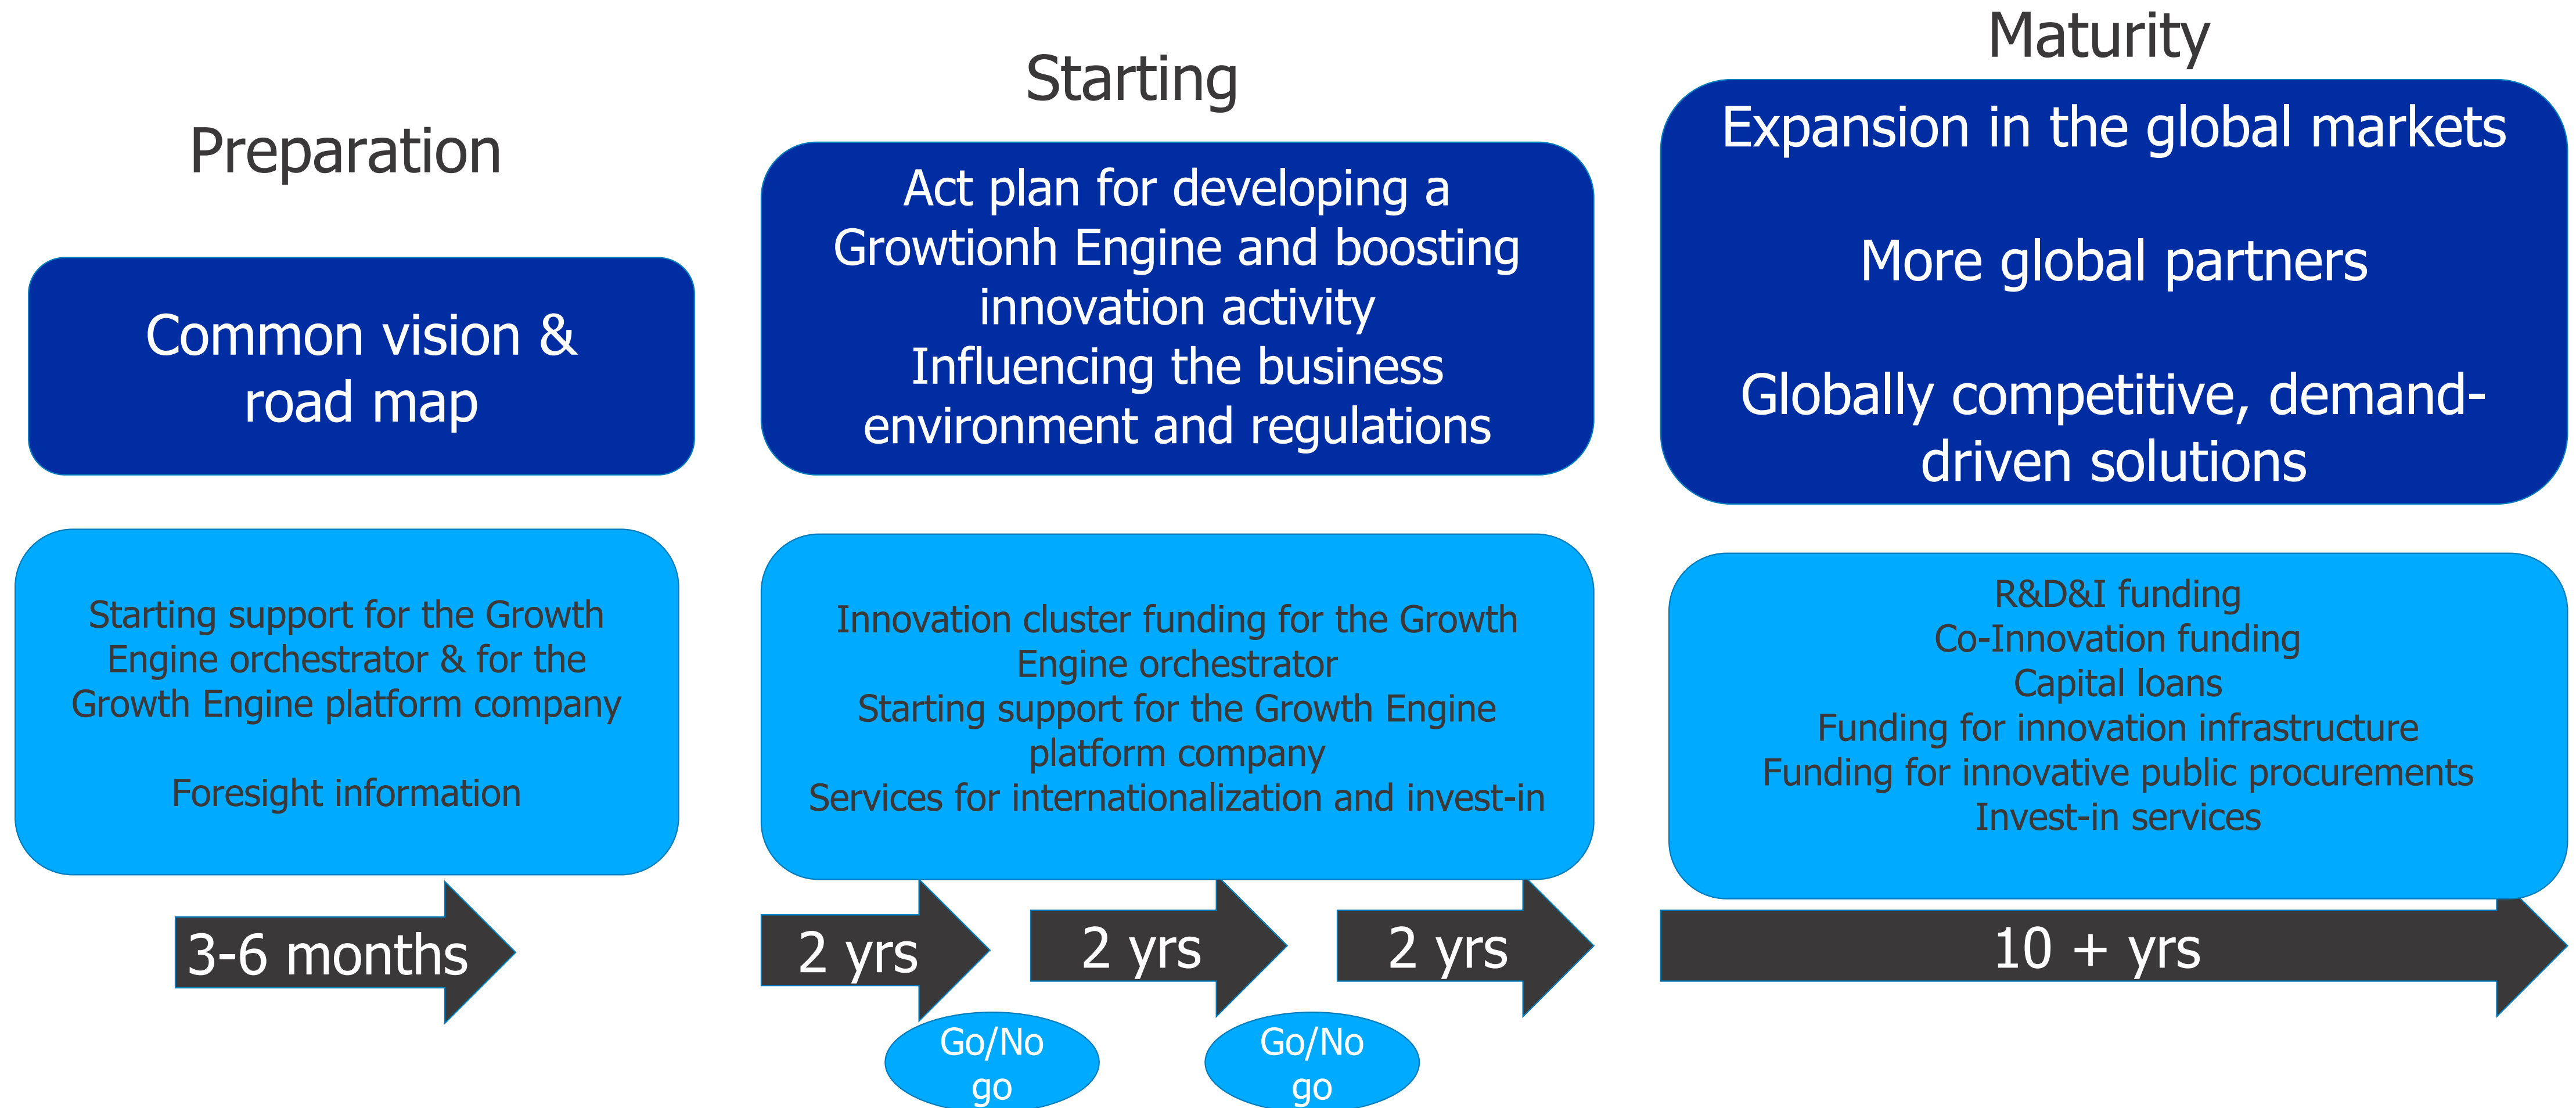 Preparation
Common vision &
road map
Starting support for the Growth
Engine orchestrator & for the
Growth Engine platform company
Foresight information
3-6 months
Starting
Act plan for developing a
Growtionh Engine and boosting
innovation activity
Influencing the business
environment and regulations
Innovation cluster funding for the Growth
Engine orchestrator
Starting support for the Growth Engine
platform company
Services for internationalization and invest-in
2 yrs
2 yrs
2 yrs
Go/No
go
Go/No
go
Maturity
Expansion in the global markets
More global partners
Globally competitive, demand-
driven solutions
R&D&I funding
Co-Innovation funding
Capital loans
Funding for innovation infrastructure
Funding for innovative public procurements
Invest-in services
10 + yrs